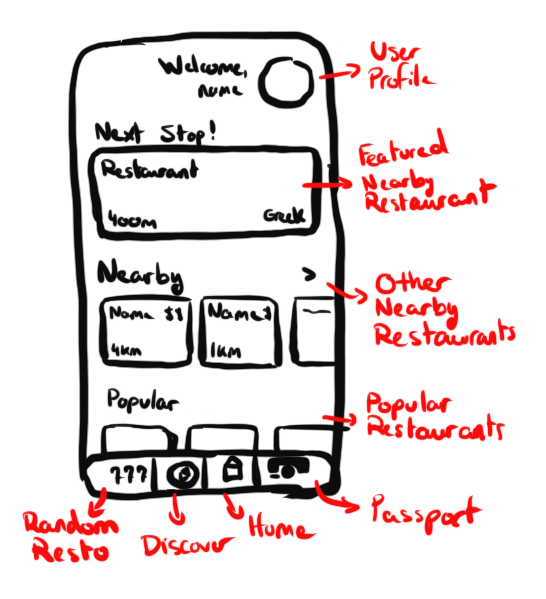 Welcome,
name
User
Profile
Next Stop!
Restaurant
400m
Greek
Featured
Nearby
Restaurant
Nearby
>
Name $$
4km
Name $
1km
Other
Nearby
Restaurants
Popular
Popular
Restaurants
???
Random
Resto
Discover
Home
Passport